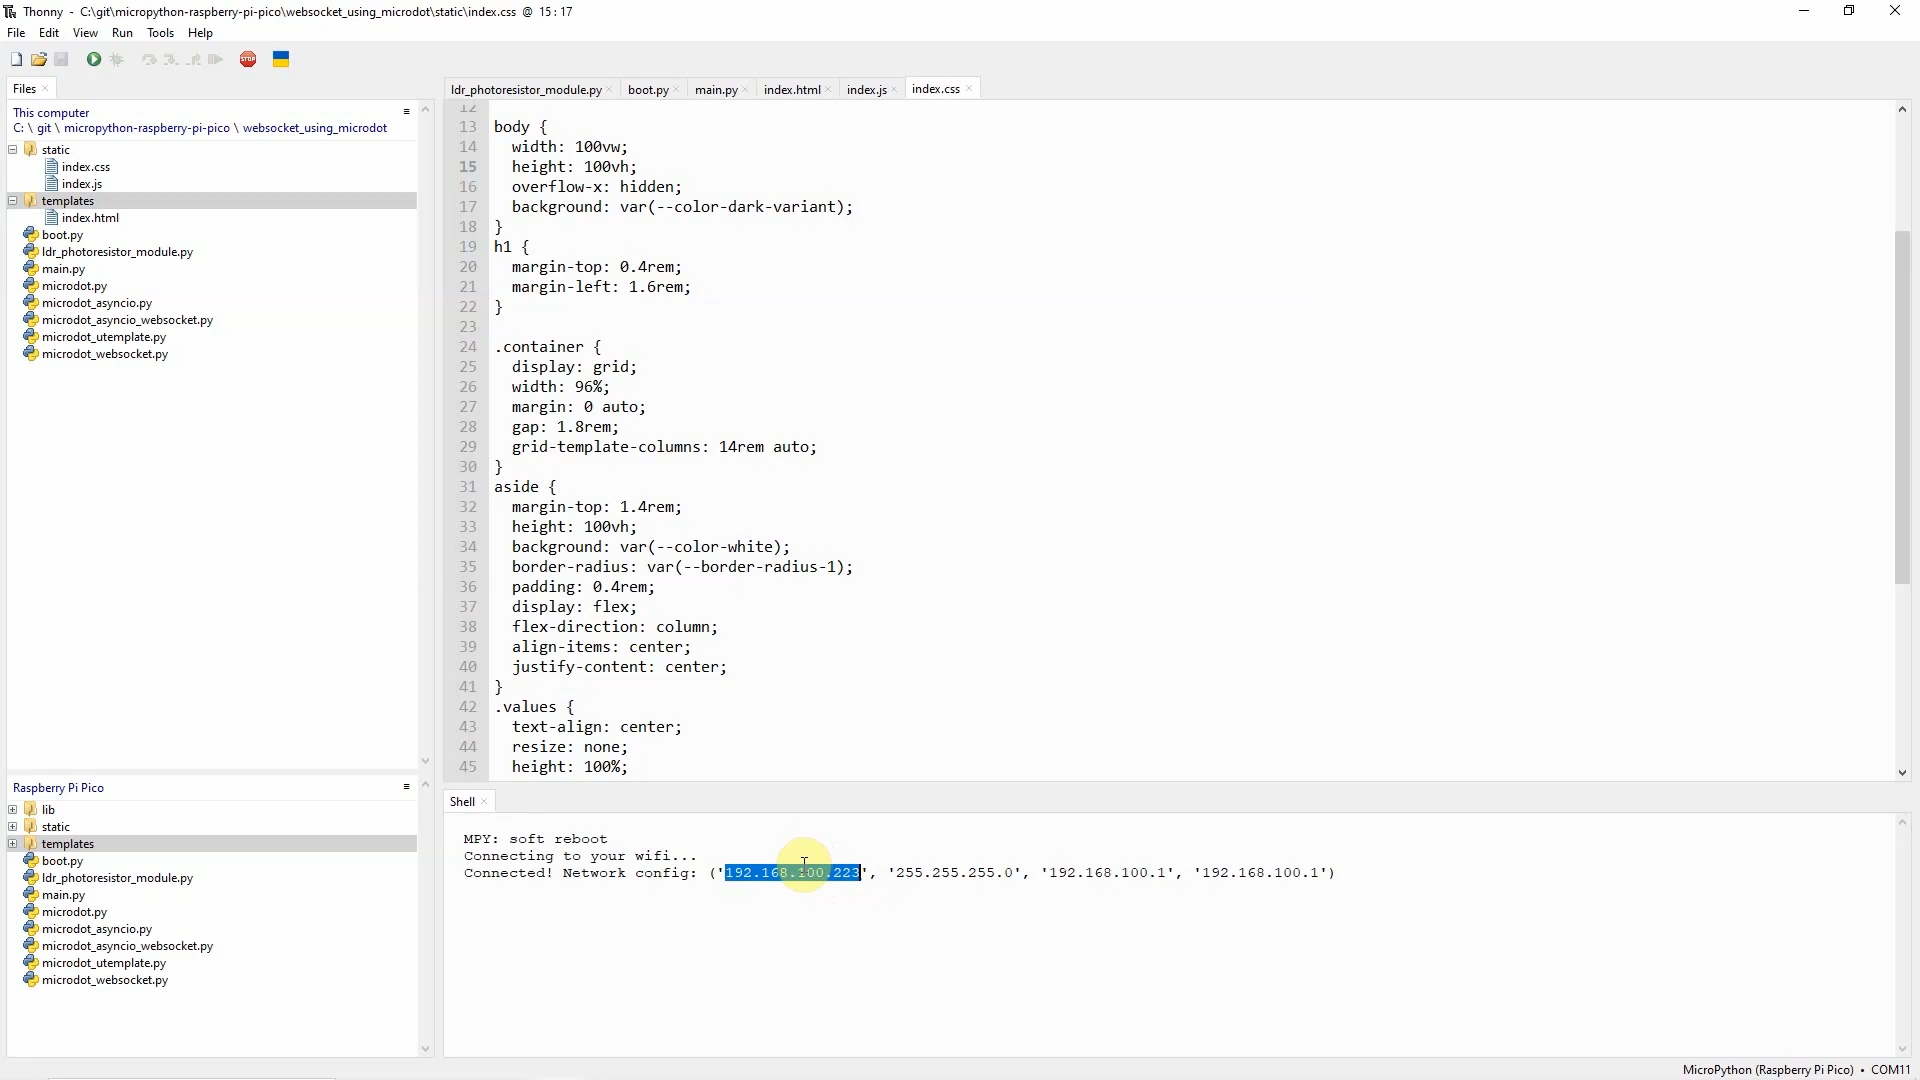 Thonny - C:\git\micropython-raspberry-pi-pico\websocket_using_microdot\static\index.css @ 15:17
File Edit View Run Tools Help
STOP
Files
This computer
C: \ git \ micropython-raspberry-pi-pico \ websocket_using_microdot
static
index.css
index.js
templates
index.html
boot.py
ldr_photoresistor_module.py
main.py
microdot.py
microdot_asyncio.py
microdot_asyncio_websocket.py
microdot_utemplate.py
microdot_websocket.py
Raspberry Pi Pico
lib
static
templates
boot.py
ldr_photoresistor_module.py
main.py
microdot.py
microdot_asyncio.py
microdot_asyncio_websocket.py
microdot_utemplate.py
microdot_websocket.py
ldr_photoresistor_module.py boot.py main.py index.html index.js index.css
12
13 body {
14 width: 100vw;
15 height: 100vh;
16 overflow-x: hidden;
17 background: var(--color-dark-variant);
18 }
19 h1 {
20 margin-top: 0.4rem;
21 margin-left: 1.6rem;
22 }
23
24 .container {
25 display: grid;
26 width: 96%;
27 margin: 0 auto;
28 gap: 1.8rem;
29 grid-template-columns: 14rem auto;
30 }
31 aside {
32 margin-top: 1.4rem;
33 height: 100vh;
34 background: var(--color-white);
35 border-radius: var(--border-radius-1);
36 padding: 0.4rem;
37 display: flex;
38 flex-direction: column;
39 align-items: center;
40 justify-content: center;
41 }
42 .values {
43 text-align: center;
44 resize: none;
45 height: 100%;
Shell
MPY: soft reboot
Connecting to your wifi...
Connected! Network config: ('192.168.100.223', '255.255.255.0', '192.168.100.1', '192.168.100.1')
MicroPython (Raspberry Pi Pico) • COM11